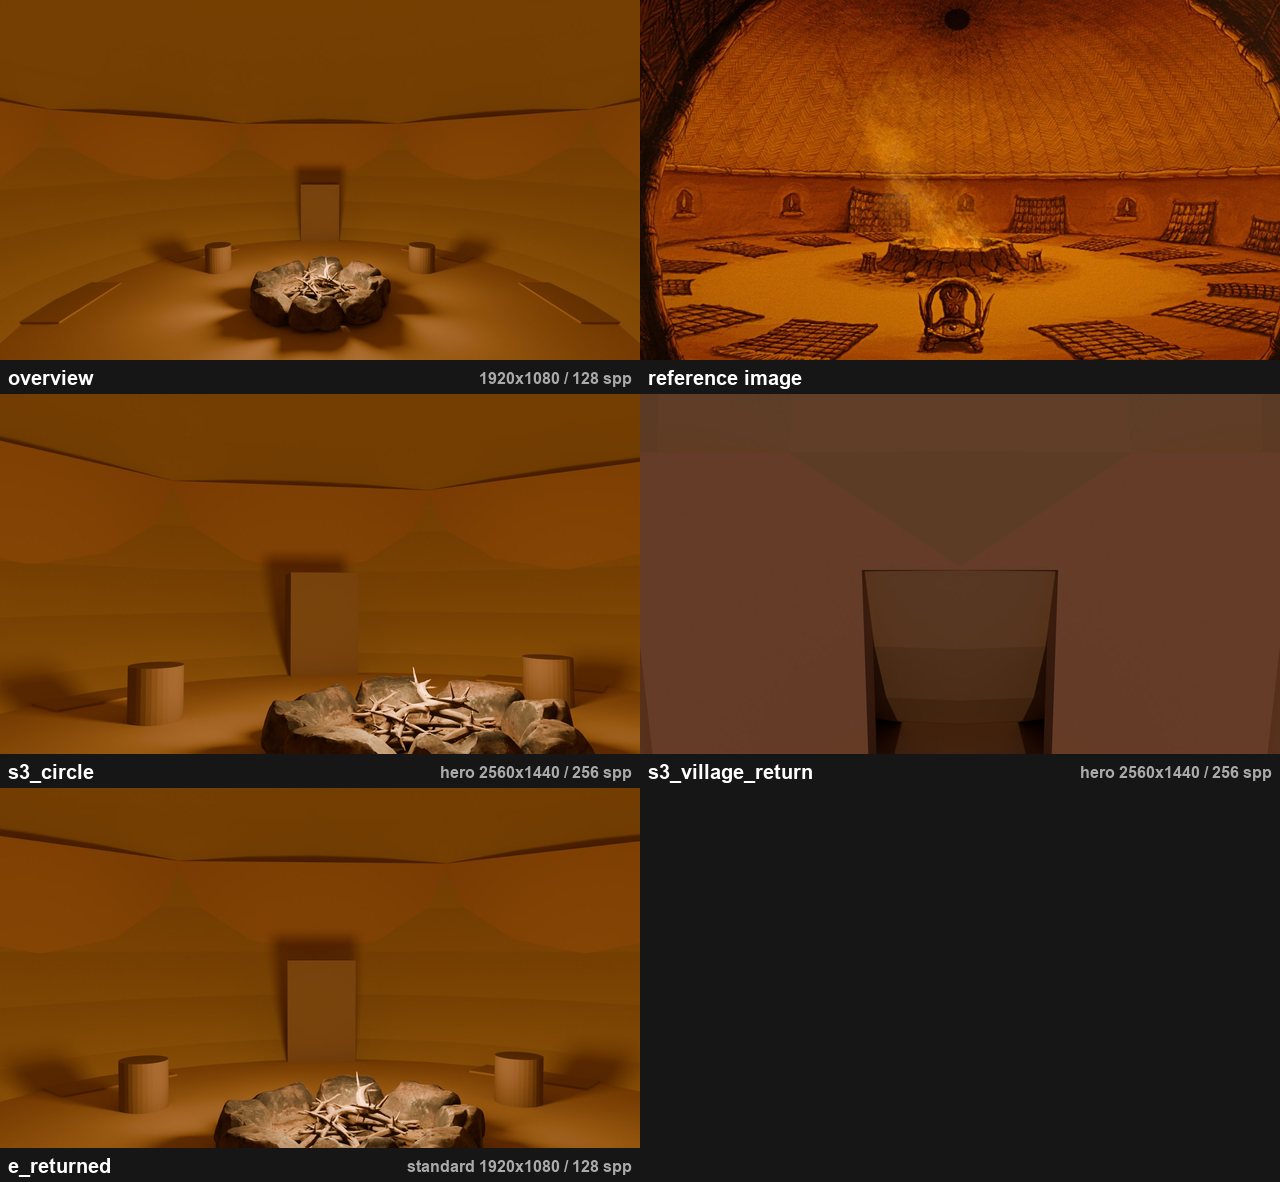 overview
1920x1080 / 128 spp
reference image
s3_circle
hero 2560x1440 / 256 spp
s3_village_return
hero 2560x1440 / 256 spp
e_returned
standard 1920x1080 / 128 spp